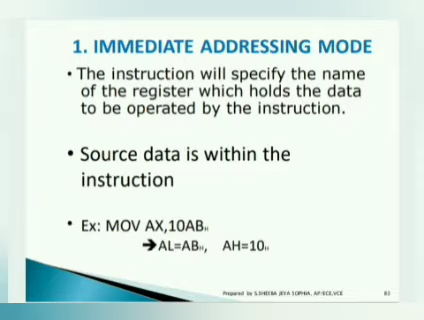 1. IMMEDIATE ADDRESSING MODE
• The instruction will specify the name
of the register which holds the data
to be operated by the instruction.
• Source data is within the
instruction
• Ex: MOV AX,10ABH
➔AL=ABH, AH=10H
Prepared by S.SHEEBA JEYA SOPHIA, AP/ECE,VCE 83